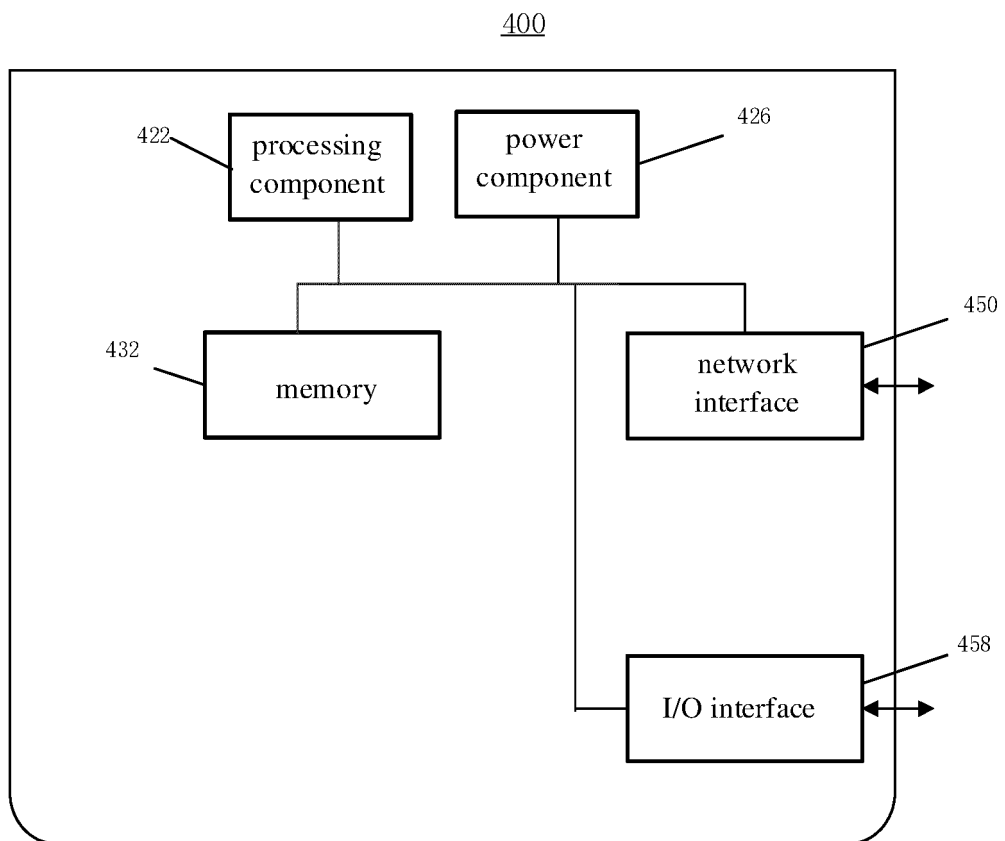 400
422
processing
component
power
component
426
432
memory
network
interface
450
I/O interface
458